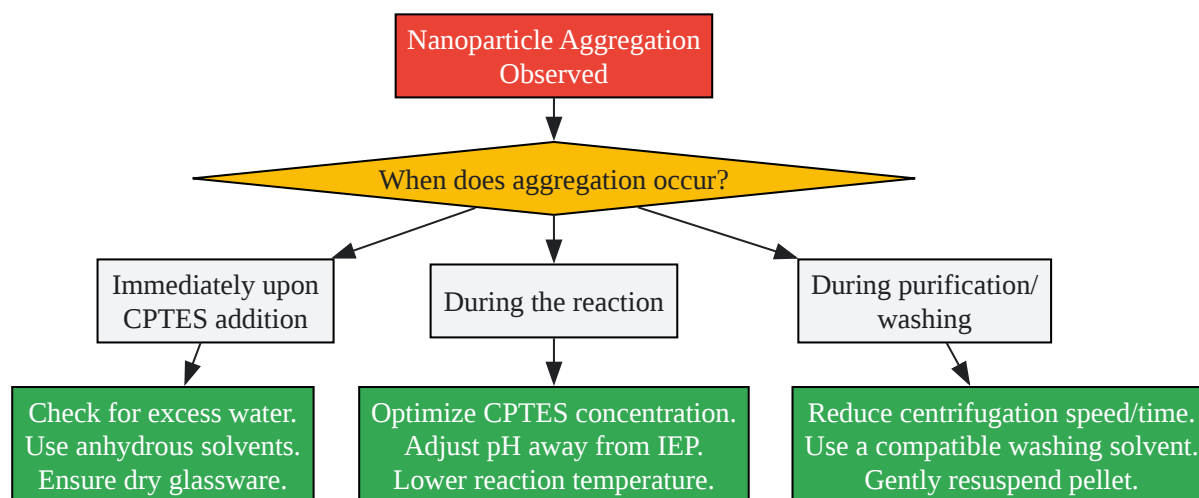 Nanoparticle Aggregation
Observed
When does aggregation occur?
Immediately upon
CPTES addition
During the reaction
During purification/
washing
Check for excess water.
Use anhydrous solvents.
Ensure dry glassware.
Optimize CPTES concentration.
Adjust pH away from IEP.
Lower reaction temperature.
Reduce centrifugation speed/time.
Use a compatible washing solvent.
Gently resuspend pellet.